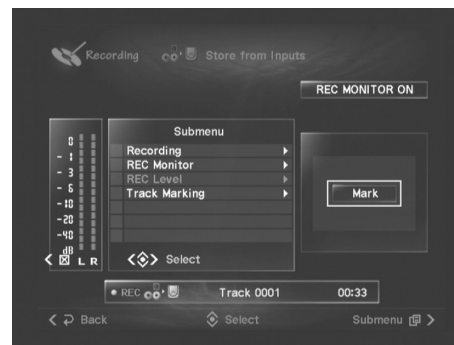 Recording Store from Inputs
REC MONITOR ON
Submenu
Recording
REC Monitor
REC Level
Track Marking
Select
0
- 1
- 3
- 6
-10
-20
-40
dB
L R
Mark
REC Track 0001 00:33
Back Select Submenu